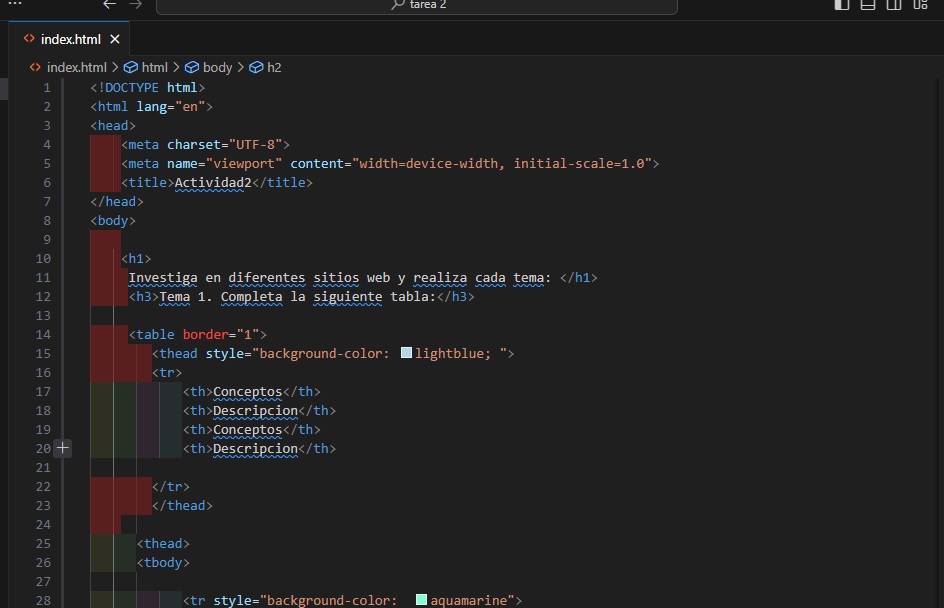 tarea 2
index.html
index.html > html > body > h2
1 <!DOCTYPE html>
2 <html lang="en">
3 <head>
4 <meta charset="UTF-8">
5 <meta name="viewport" content="width=device-width, initial-scale=1.0">
6 <title>Actividad2</title>
7 </head>
8 <body>
9
10 <h1>
11 Investiga en diferentes sitios web y realiza cada tema: </h1>
12 <h3>Tema 1. Completa la siguiente tabla:</h3>
13
14 <table border="1">
15 <thead style="background-color: lightblue; ">
16 <tr>
17 <th>Conceptos</th>
18 <th>Descripcion</th>
19 <th>Conceptos</th>
20 <th>Descripcion</th>
21
22 </tr>
23 </thead>
24
25 <thead>
26 <tbody>
27
28 <tr style="background-color: aquamarine">